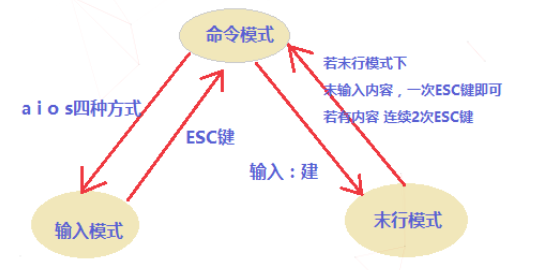 命令模式
若末行模式下
未输入内容，一次ESC键即可
若有内容 连续2次ESC键
a i o s四种方式
ESC键
输入：建
输入模式
末行模式